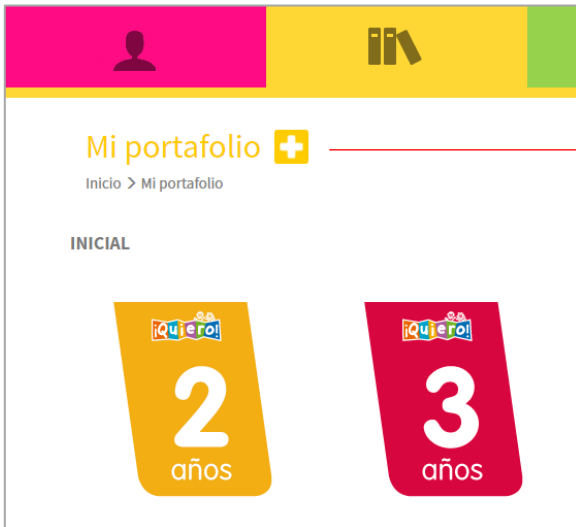 Mi portafolio
Inicio > Mi portafolio
INICIAL
¡Quiero!
2
años
¡Quiero!
3
años